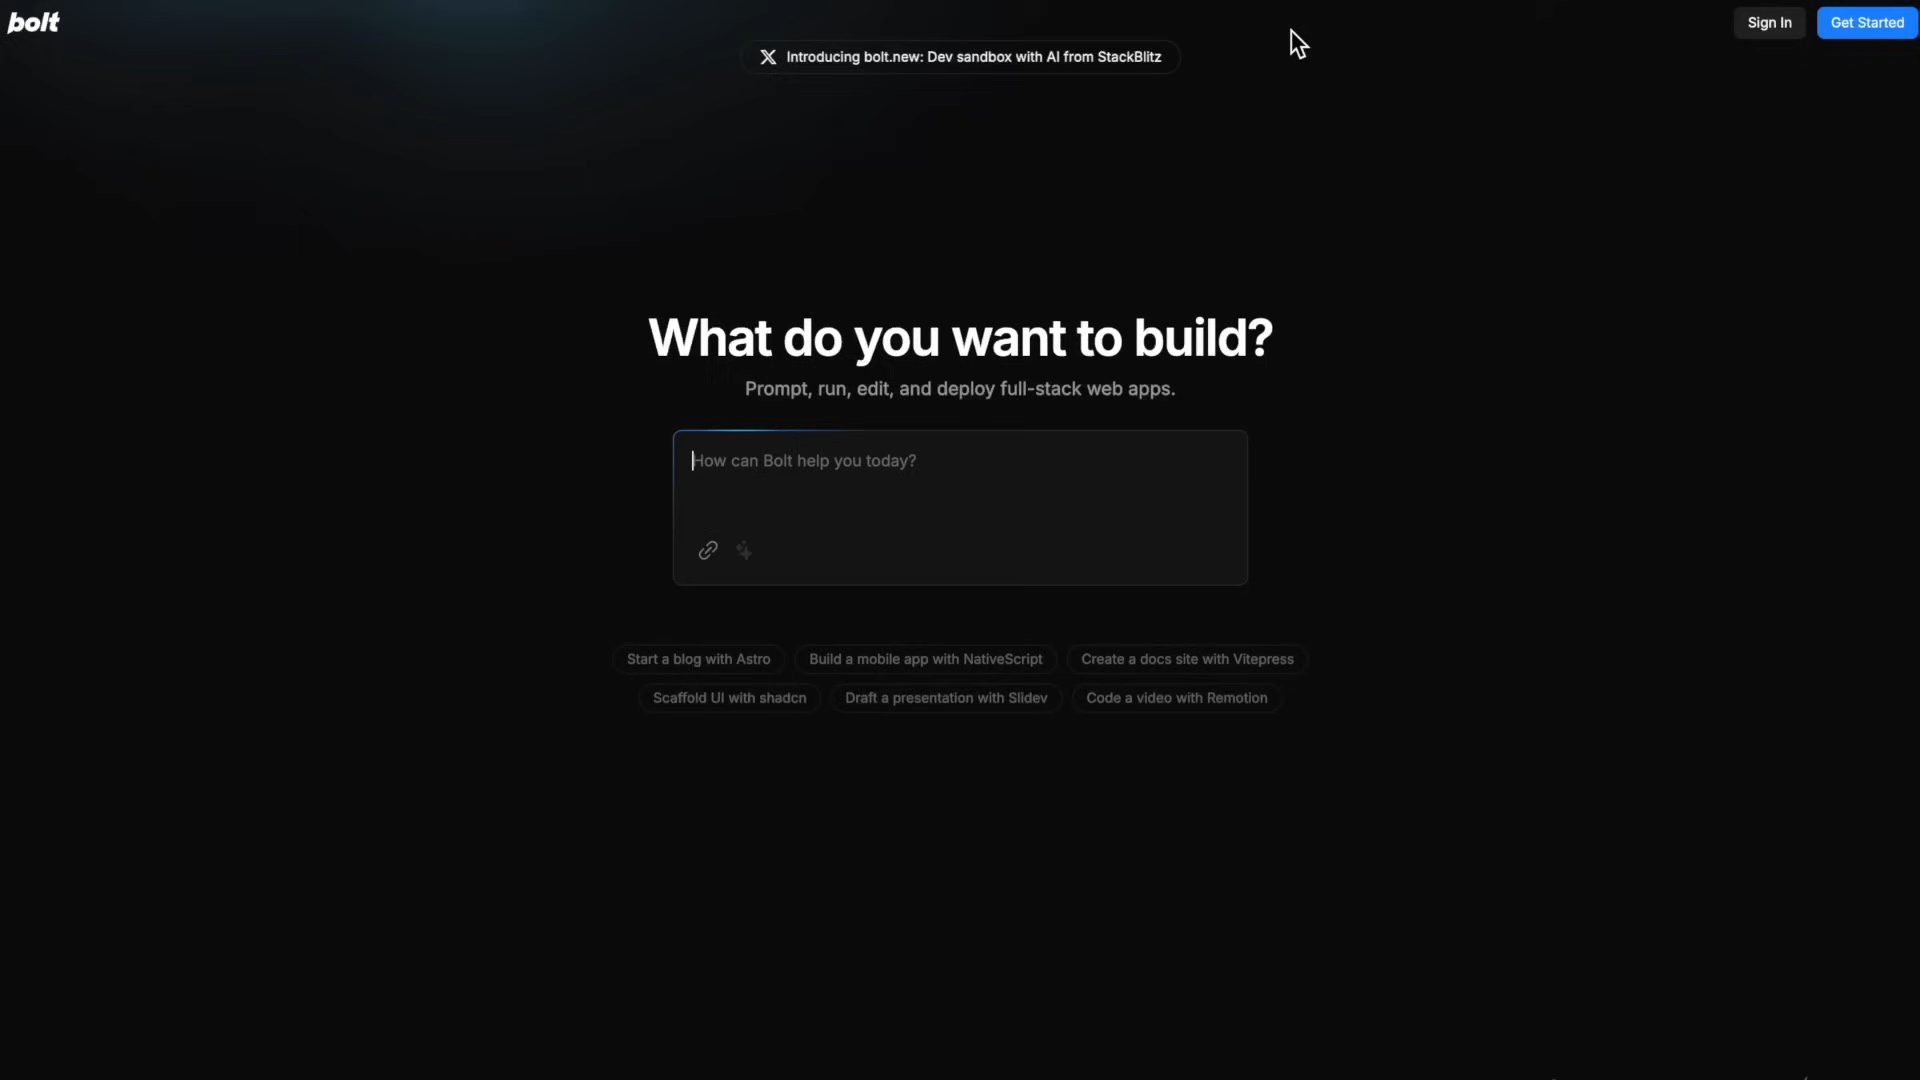 bolt
Sign In
Get Started
Introducing bolt.new: Dev sandbox with AI from StackBlitz
What do you want to build?
Prompt, run, edit, and deploy full-stack web apps.
How can Bolt help you today?
Start a blog with Astro
Build a mobile app with NativeScript
Create a docs site with Vitepress
Scaffold UI with shadcn
Draft a presentation with Slidev
Code a video with Remotion